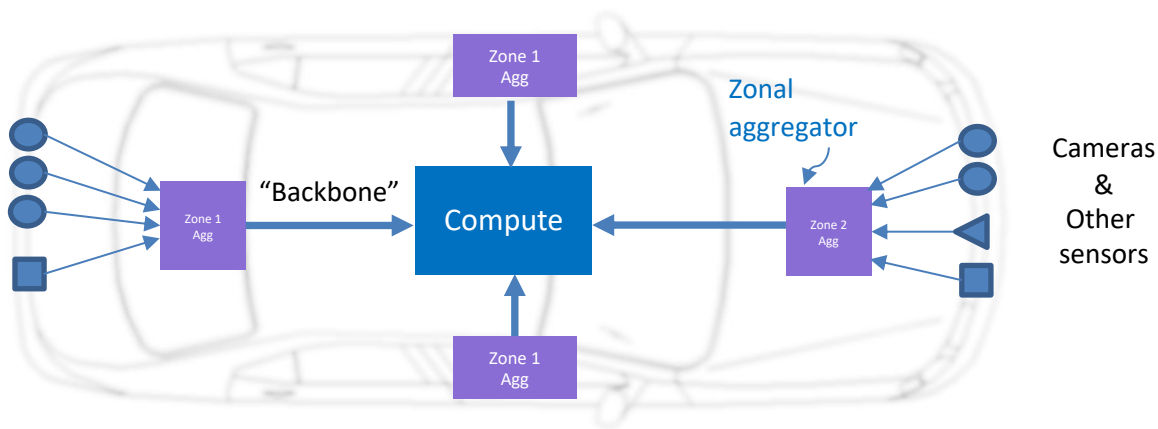 Zone 1
Agg
Zonal
aggregator
Cameras
&
Other
sensors
“Backbone”
Zone 1
Agg
Compute
Zone 2
Agg
Zone 1
Agg